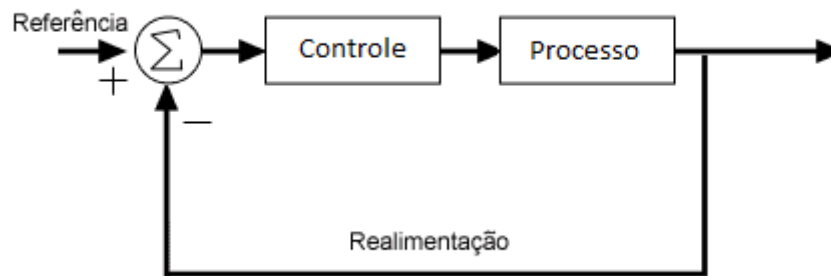 Referência
+
Σ
Controle
Processo
−
Realimentação